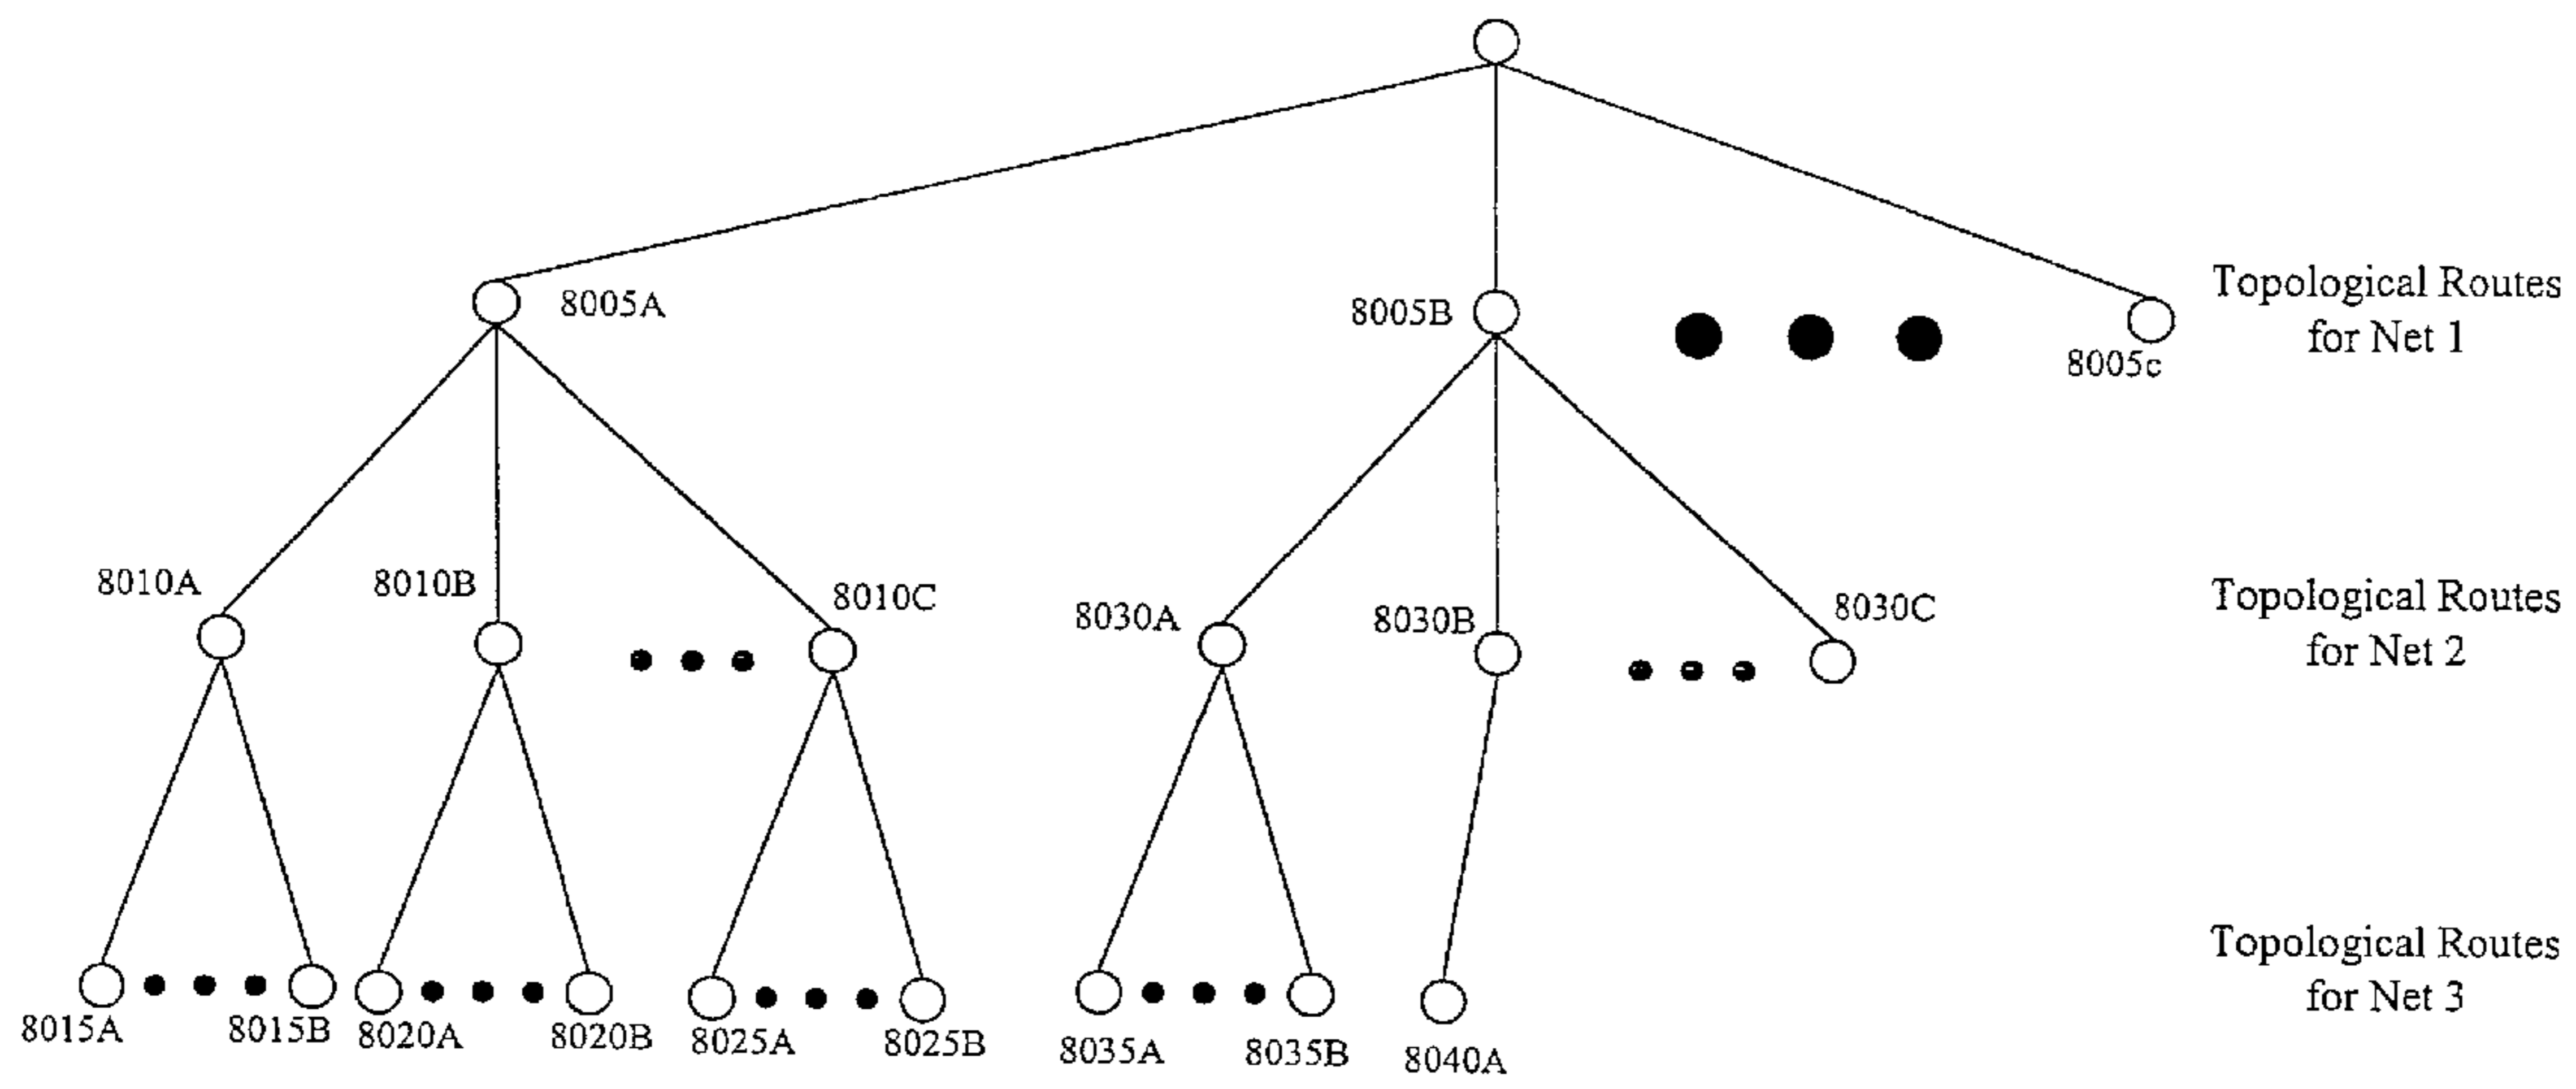 8005A
8005B
8005c
Topological Routes
for Net 1
8010A
8010B
8010C
8030A
8030B
8030C
Topological Routes
for Net 2
8015A
8015B
8020A
8020B
8025A
8025B
8035A
8035B
8040A
Topological Routes
for Net 3